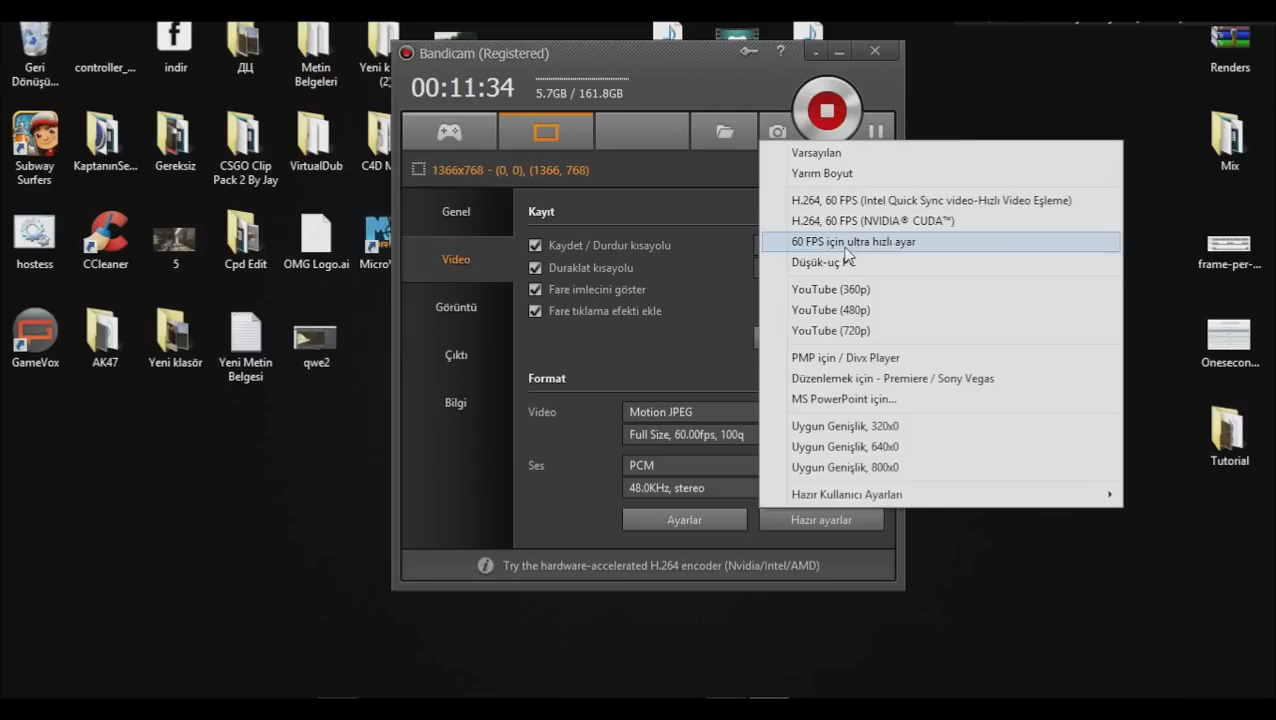 Geri
Dönüşü...
controller_...
indir
ДЦ
Metin
Belgeleri
Yeni k
(2)
Subway
Surfers
KaptanınSe...
Gereksiz
CSGO Clip
Pack 2 By Jay
VirtualDub
C4D M
hostess
CCleaner
5
Cpd Edit
OMG Logo.ai
MicroV
GameVox
AK47
Yeni klasör
Yeni Metin
Belgesi
qwe2
Bandicam (Registered)
?
00:11:34
5.7GB / 161.8GB
1366x768 - (0, 0), (1366, 768)
Genel
Video
Görüntü
Çıktı
Bilgi
Kayıt
Kaydet / Durdur kısayolu
Duraklat kısayolu
Fare imlecini göster
Fare tıklama efekti ekle
Format
Video
Motion JPEG
Full Size, 60.00fps, 100q
Ses
PCM
48.0KHz, stereo
Ayarlar
Hazır ayarlar
Try the hardware-accelerated H.264 encoder (Nvidia/Intel/AMD)
Varsayılan
Yarım Boyut
H.264, 60 FPS (Intel Quick Sync video-Hızlı Video Eşleme)
H.264, 60 FPS (NVIDIA® CUDA™)
60 FPS için ultra hızlı ayar
Düşük-uç
YouTube (360p)
YouTube (480p)
YouTube (720p)
PMP için / Divx Player
Düzenlemek için - Premiere / Sony Vegas
MS PowerPoint için...
Uygun Genişlik, 320x0
Uygun Genişlik, 640x0
Uygun Genişlik, 800x0
Hazır Kullanıcı Ayarları
Renders
Mix
frame-per-...
Onesecon...
Tutorial